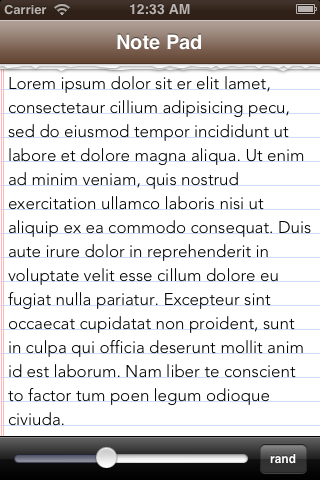 Carrier 12:33 AM
Note Pad
Lorem ipsum dolor sit er elit lamet,
consectetaur cillium adipisicing pecu,
sed do eiusmod tempor incididunt ut
labore et dolore magna aliqua. Ut enim
ad minim veniam, quis nostrud
exercitation ullamco laboris nisi ut
aliquip ex ea commodo consequat. Duis
aute irure dolor in reprehenderit in
voluptate velit esse cillum dolore eu
fugiat nulla pariatur. Excepteur sint
occaecat cupidatat non proident, sunt
in culpa qui officia deserunt mollit anim
id est laborum. Nam liber te conscient
to factor tum poen legum odioque
civiuda.
rand